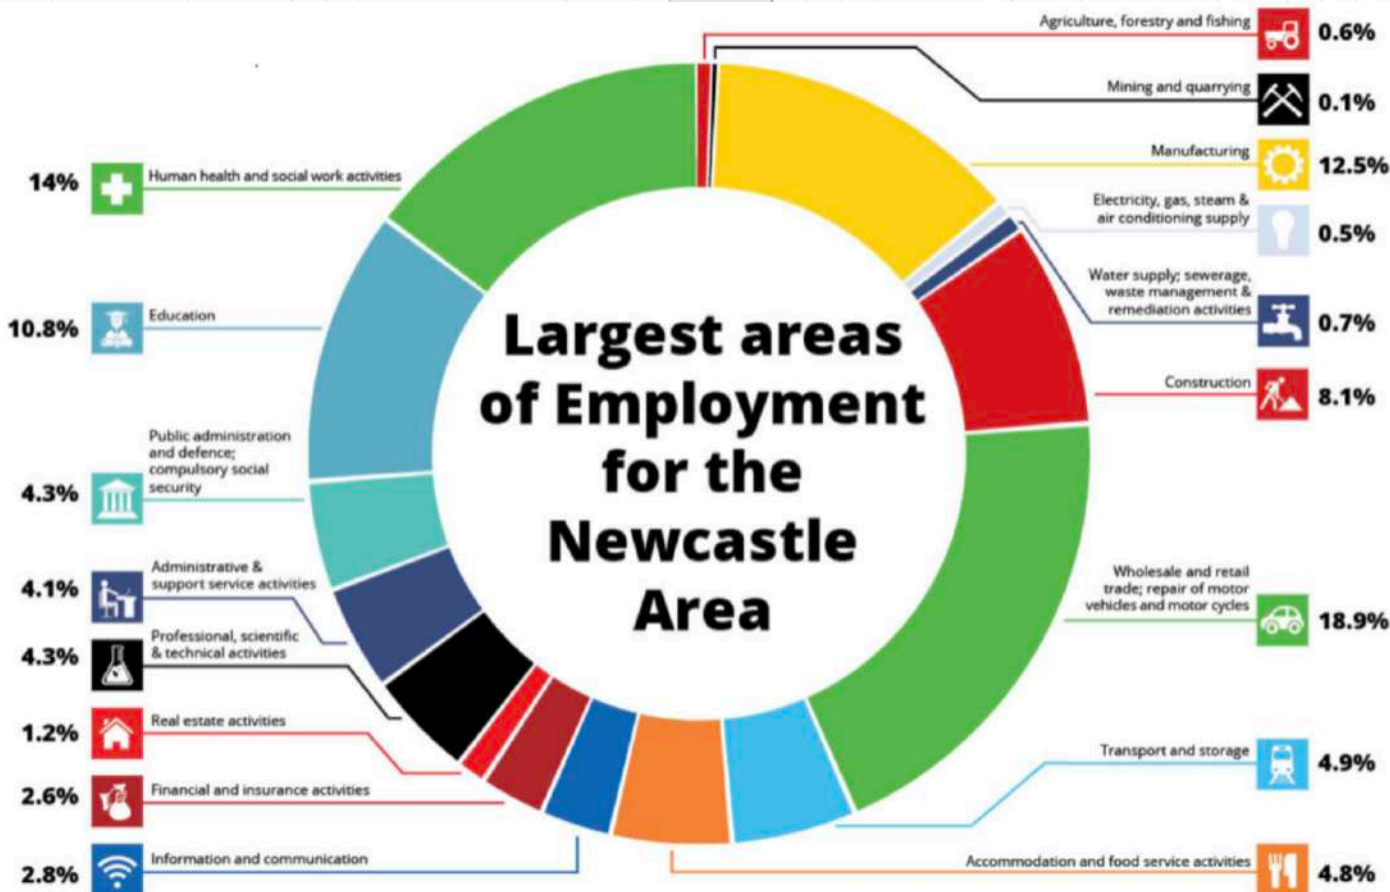 Largest areas
of Employment
for the
Newcastle
Area
Agriculture, forestry and fishing
0.6%
Mining and quarrying
0.1%
Manufacturing
12.5%
Electricity, gas, steam &
air conditioning supply
0.5%
Water supply; sewerage,
waste management &
remediation activities
0.7%
Construction
8.1%
Wholesale and retail
trade; repair of motor
vehicles and motor cycles
18.9%
Transport and storage
4.9%
Accommodation and food service activities
4.8%
14%
Human health and social work activities
10.8%
Education
4.3%
Public administration
and defence;
compulsory social
security
4.1%
Administrative &
support service activities
4.3%
Professional, scientific
& technical activities
1.2%
Real estate activities
2.6%
Financial and insurance activities
2.8%
Information and communication